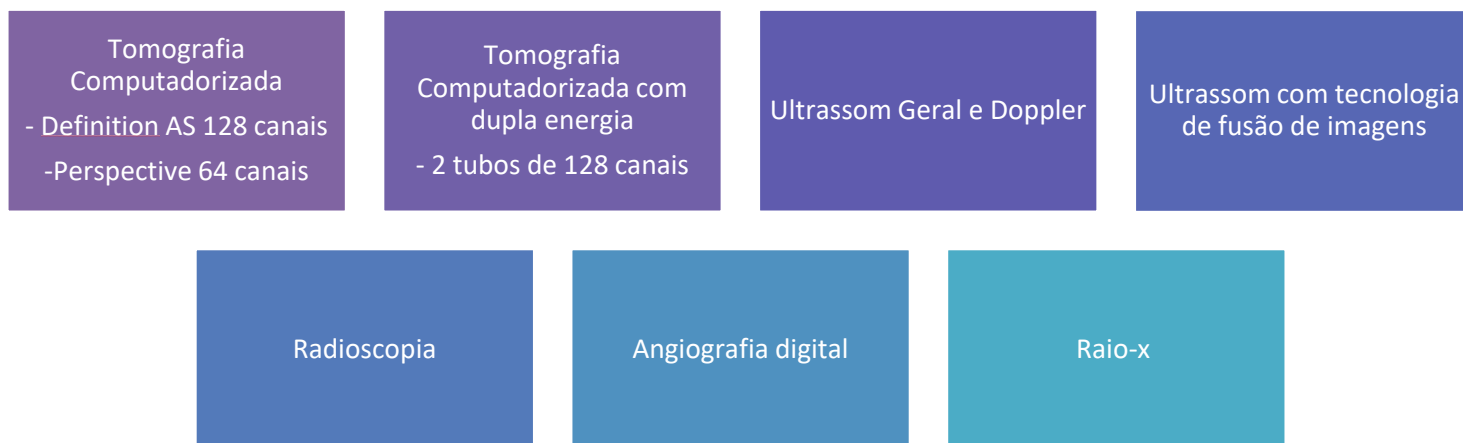 Tomografia
Computadorizada
- Definition AS 128 canais
-Perspective 64 canais
Tomografia
Computadorizada com
dupla energia
- 2 tubos de 128 canais
Ultrassom Geral e Doppler
Ultrassom com tecnologia
de fusão de imagens
Radioscopia
Angiografia digital
Raio-x